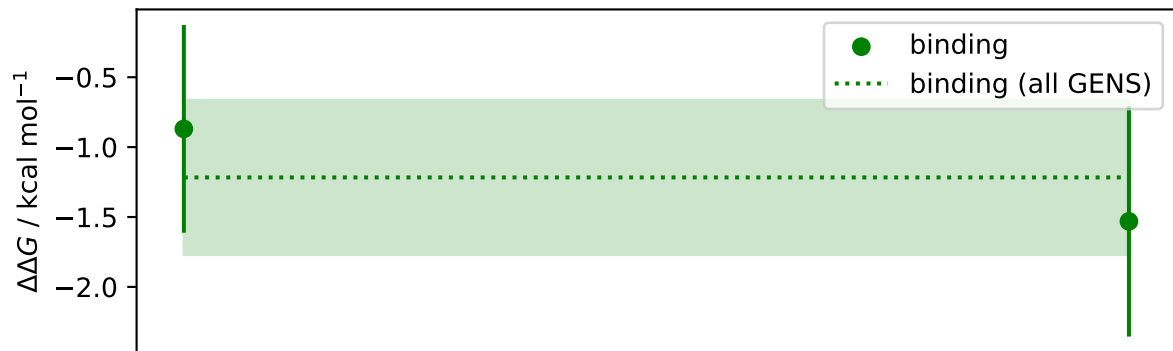 ΔΔG / kcal mol⁻¹
−0.5
−1.0
−1.5
−2.0
binding
binding (all GENS)